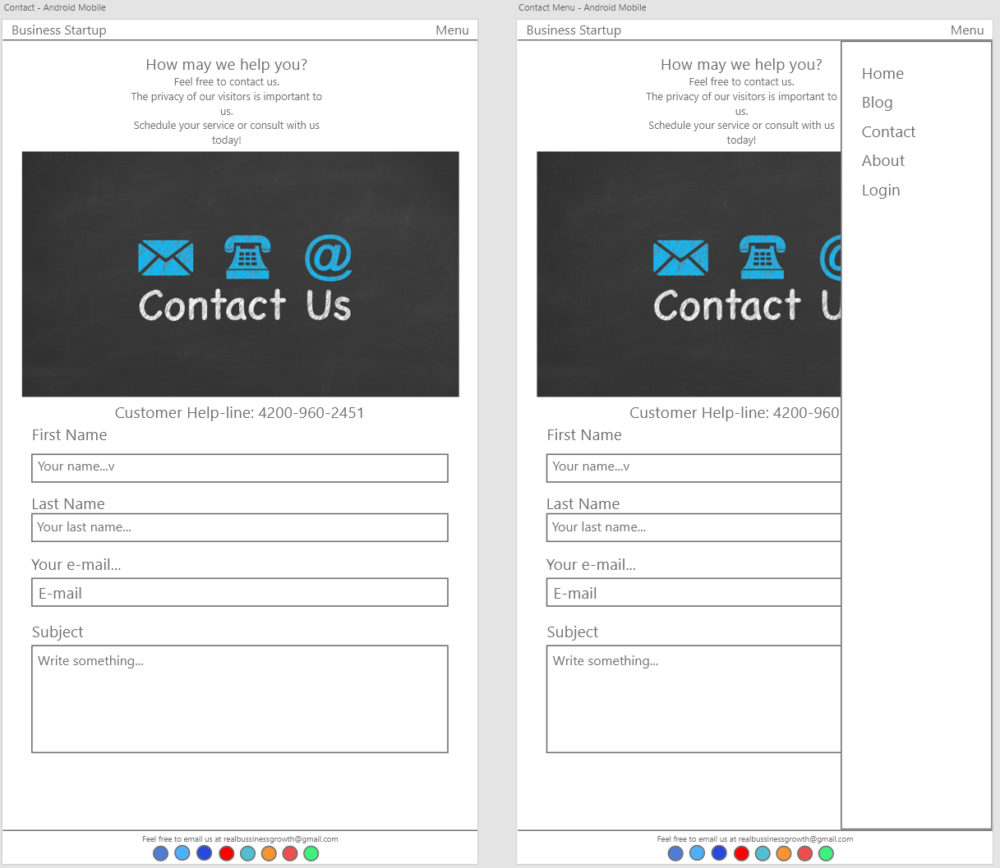 Contact - Android Mobile
Business Startup
Menu
How may we help you?
Feel free to contact us.
The privacy of our visitors is important to
us.
Schedule your service or consult with us
today!
Contact Us
Customer Help-line: 4200-960-2451
First Name
Your name...v
Last Name
Your last name...
Your e-mail...
E-mail
Subject
Write something...
Feel free to email us at realbussinessgrowth@gmail.com
Contact Menu - Android Mobile
Business Startup
Menu
How may we help you?
Feel free to contact us.
The privacy of our visitors is important to
us.
Schedule your service or consult with us
today!
Contact U
Customer Help-line: 4200-960
First Name
Your name...v
Last Name
Your last name...
Your e-mail...
E-mail
Subject
Write something...
Home
Blog
Contact
About
Login
Feel free to email us at realbussinessgrowth@gmail.com